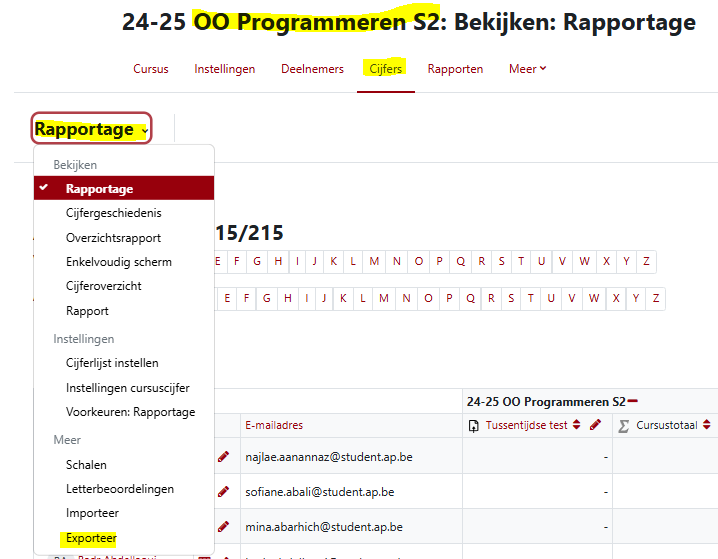 24-25 OO Programmeren S2: Bekijken: Rapportage
Cursus Instellingen Deelnemers Cijfers Rapporten Meer
Rapportage
Bekijken
Rapportage
Cijfergeschiedenis
Overzichtsrapport
15/215
Enkelvoudig scherm
E F G H I J K L M N O P Q R S T U V W X Y Z
Cijferoverzicht
E F G H I J K L M N O P Q R S T U V W X Y Z
Rapport
Instellingen
Cijferlijst instellen
Instellingen cursuscijfer
Voorkeuren: Rapportage
24-25 OO Programmeren S2
E-mailadres Tussentijdse test Cursustotaal
Meer
Schalen
najlae.aanannaz@student.ap.be -
Letterbeoordelingen
sofiane.abali@student.ap.be -
Importeer
mina.abarhich@student.ap.be -
Exporteer